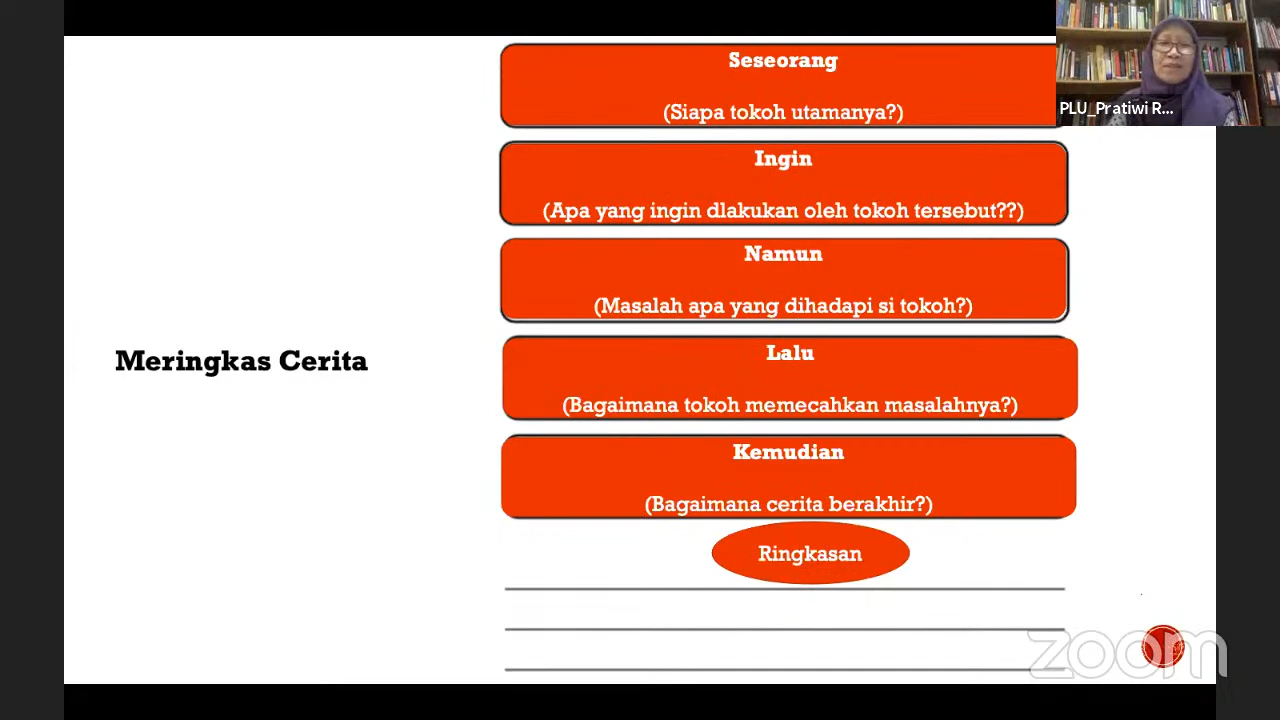 Seseorang
(Siapa tokoh utamanya?)
PLU_Pratiwi R...
Ingin
(Apa yang ingin dlakukan oleh tokoh tersebut??)
Namun
(Masalah apa yang dihadapi si tokoh?)
Meringkas Cerita
Lalu
(Bagaimana tokoh memecahkan masalahnya?)
Kemudian
(Bagaimana cerita berakhir?)
Ringkasan
zoom